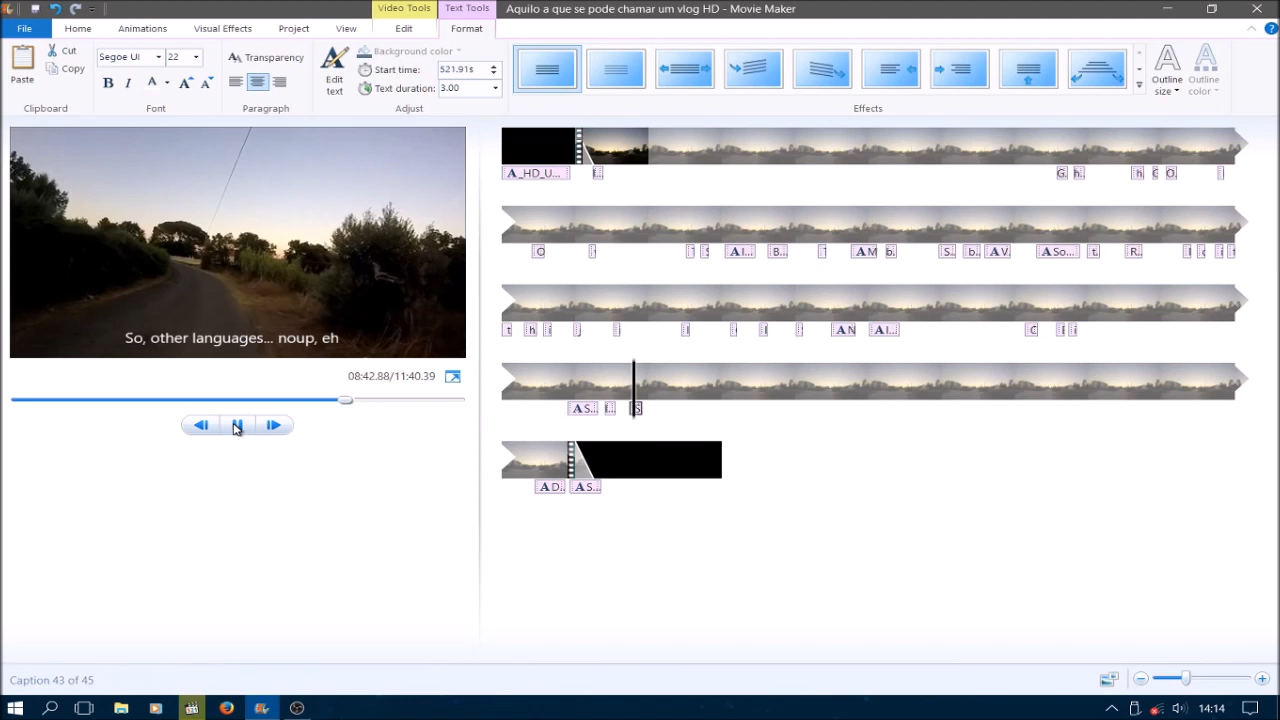 Video Tools
Text Tools
Aquilo a que se pode chamar um vlog HD - Movie Maker
File
Home
Animations
Visual Effects
Project
View
Edit
Format
Paste
Cut
Copy
Clipboard
Segoe UI
22
B I A A A
Font
Transparency
Paragraph
Edit text
Background color
Start time: 521.91s
Text duration: 3.00
Adjust
Effects
Outline size
Outline color
A _HD_U...
G.
h.
h
O.
O
A I...
B...
A M
b.
S..
b..
A V.
A So...
t.
R.
t
h
i
A N
A I...
C
A S...
S
A D.
A S...
So, other languages... noup, eh
08:42.88/11:40.39
Caption 43 of 45
14:14